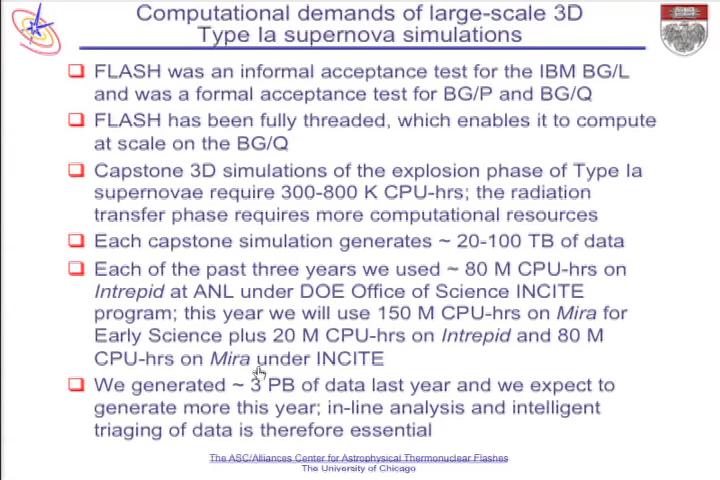 Computational demands of large-scale 3D
Type Ia supernova simulations
FLASH was an informal acceptance test for the IBM BG/L
and was a formal acceptance test for BG/P and BG/Q
FLASH has been fully threaded, which enables it to compute
at scale on the BG/Q
Capstone 3D simulations of the explosion phase of Type Ia
supernovae require 300-800 K CPU-hrs; the radiation
transfer phase requires more computational resources
Each capstone simulation generates ~ 20-100 TB of data
Each of the past three years we used ~ 80 M CPU-hrs on
Intrepid at ANL under DOE Office of Science INCITE
program; this year we will use 150 M CPU-hrs on Mira for
Early Science plus 20 M CPU-hrs on Intrepid and 80 M
CPU-hrs on Mira under INCITE
We generated ~ 3 PB of data last year and we expect to
generate more this year; in-line analysis and intelligent
triaging of data is therefore essential
The ASC/Alliances Center for Astrophysical Thermonuclear Flashes
The University of Chicago